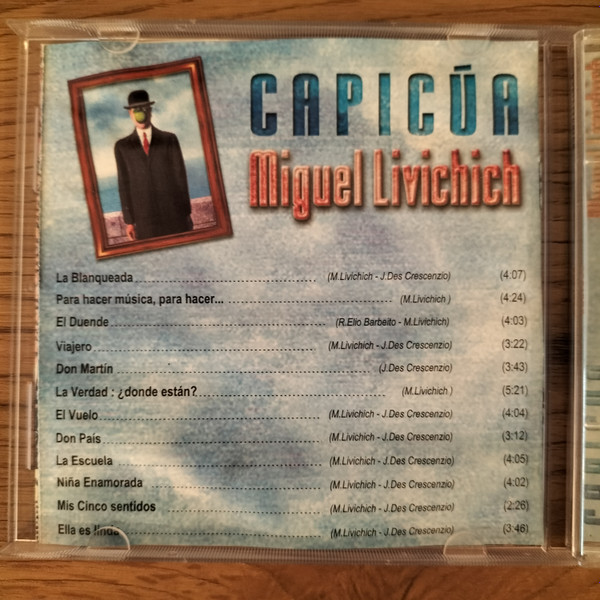 CAPICÚA
Miguel Livichich
La Blanqueada (M.Livichich - J.Des Crescenzio) (4:07)
Para hacer música, para hacer... (M.Livichich ) (4:24)
El Duende (R.Elio Barbeito - M.Livichich) (4:03)
Viajero (M.Livichich - J.Des Crescenzio) (3:22)
Don Martín (J.Des Crescenzio) (3:43)
La Verdad : ¿donde están? (M.Livichich ) (5:21)
El Vuelo (M.Livichich - J.Des Crescenzio) (4:04)
Don Pais (M.Livichich - J.Des Crescenzio) (3:12)
La Escuela (M.Livichich - J.Des Crescenzio) (4:05)
Niña Enamorada (M.Livichich - J.Des Crescenzio) (4:02)
Mis Cinco sentidos (M.Livichich - J.Des Crescenzio) (2:26)
Ella es linda (M.Livichich - J.Des Crescenzio) (3:46)